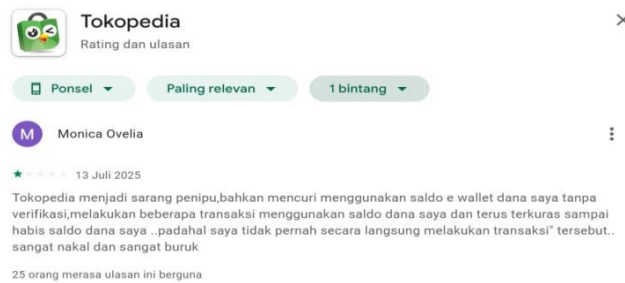 Tokopedia
Rating dan ulasan
Ponsel
Paling relevan
1 bintang
M
Monica Ovelia
13 Juli 2025
Tokopedia menjadi sarang penipu,bahkan mencuri menggunakan saldo e wallet dana saya tanpa
verifikasi,melakukan beberapa transaksi menggunakan saldo dana saya dan terus terkuras sampai
habis saldo dana saya ..padahal saya tidak pernah secara langsung melakukan transaksi" tersebut..
sangat nakal dan sangat buruk
25 orang merasa ulasan ini berguna